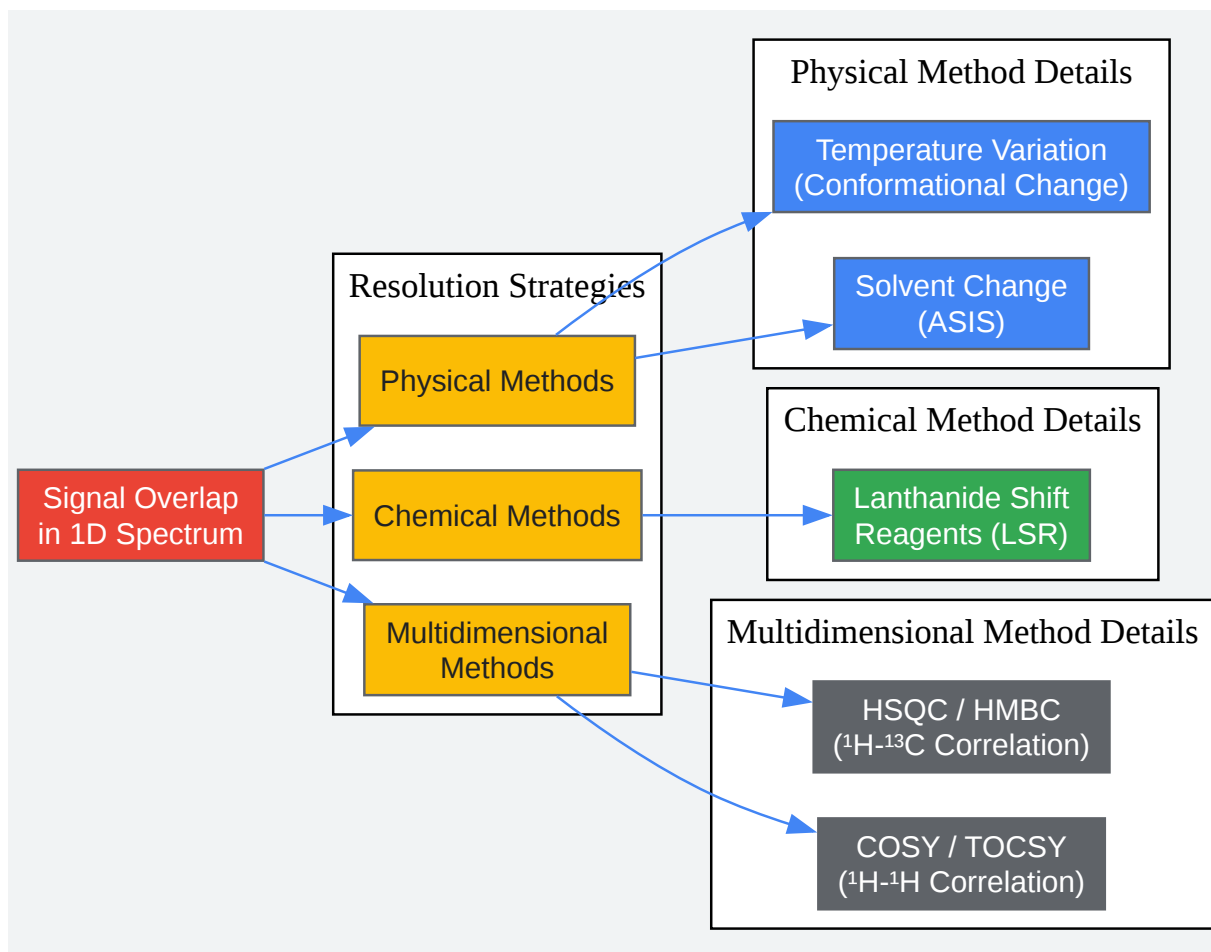 Signal Overlap
in 1D Spectrum
Resolution Strategies
Physical Methods
Chemical Methods
Multidimensional
Methods
Physical Method Details
Temperature Variation
(Conformational Change)
Solvent Change
(ASIS)
Chemical Method Details
Lanthanide Shift
Reagents (LSR)
Multidimensional Method Details
HSQC / HMBC
(¹H-¹³C Correlation)
COSY / TOCSY
(¹H-¹H Correlation)